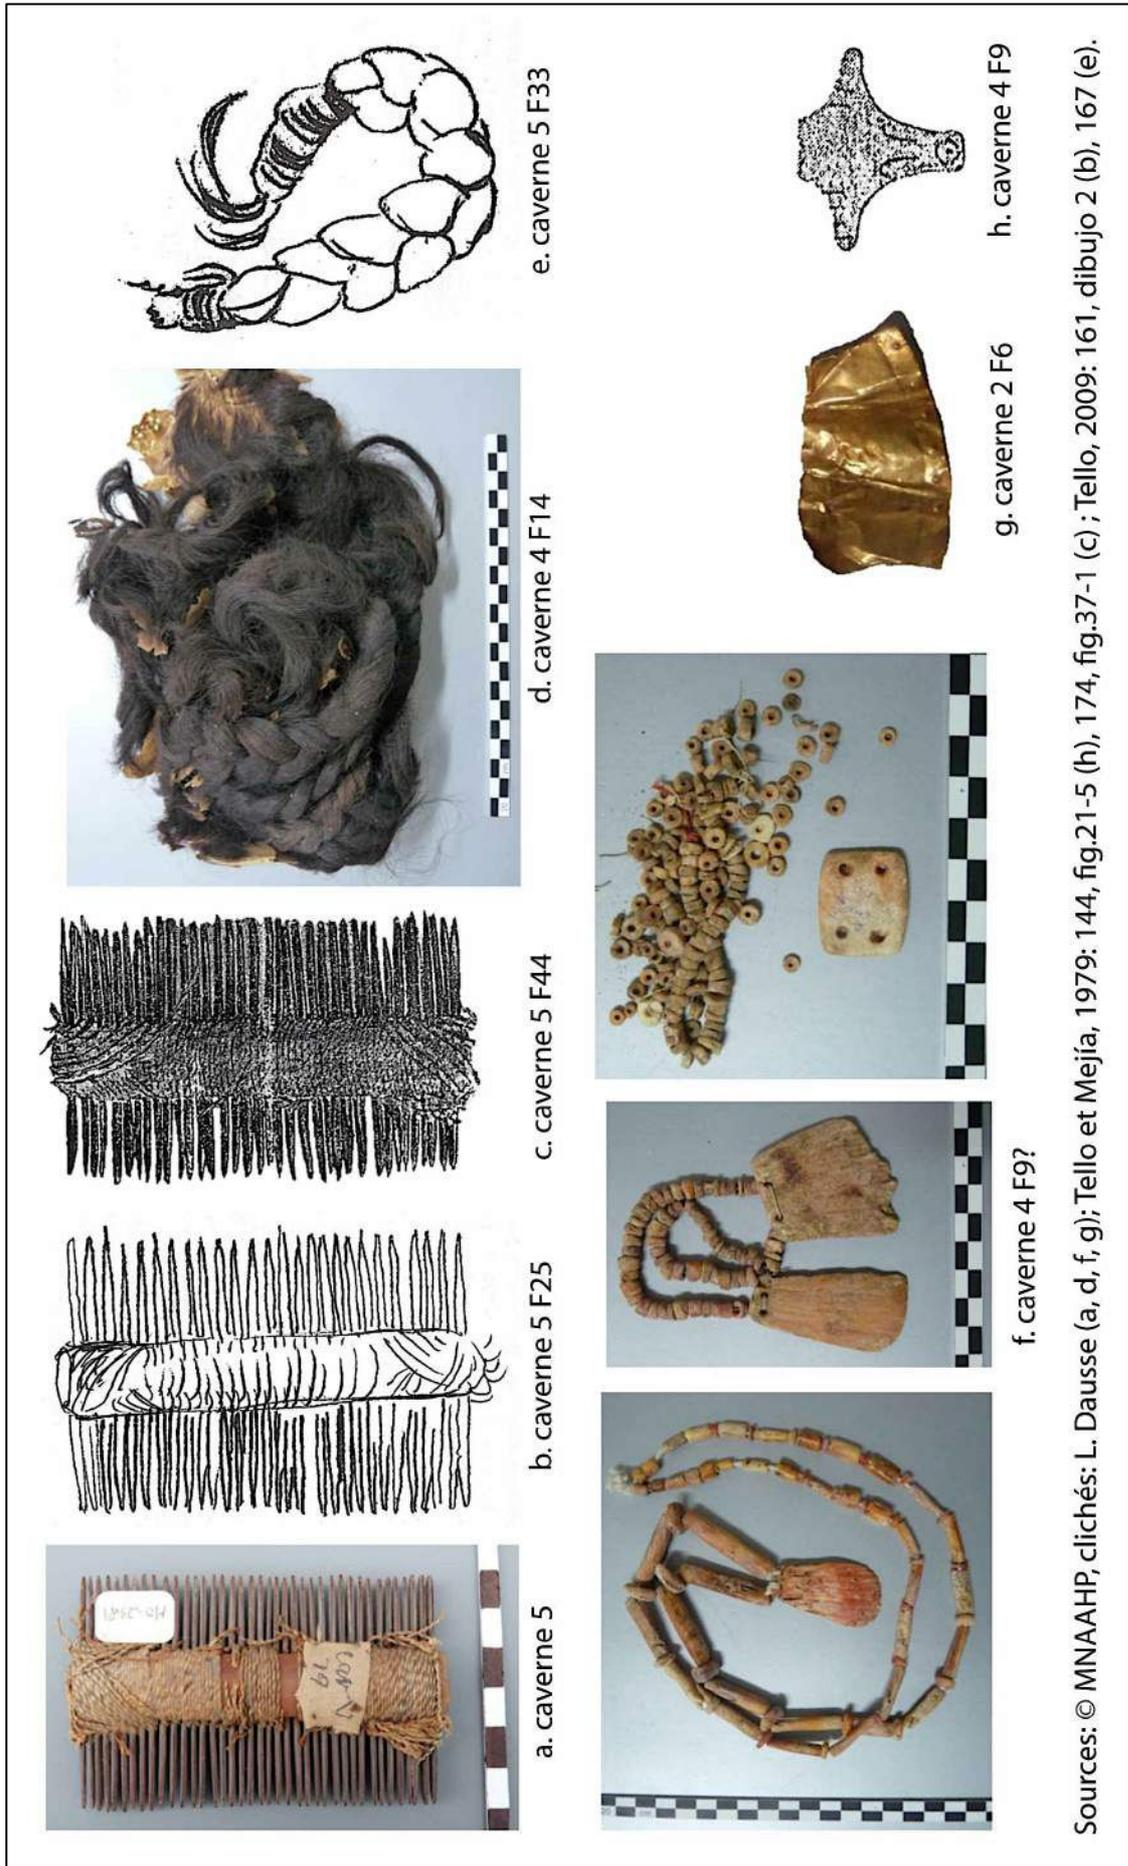 a. caverne 5
b. caverne 5 F25
c. caverne 5 F44
d. caverne 4 F14
e. caverne 5 F33
f. caverne 4 F9?
g. caverne 2 F6
h. caverne 4 F9
Sources: © MNAAHP, clichés: L. Dausse (a, d, f, g); Tello et Mejía, 1979: 144, fig.21-5 (h), 174, fig.37-1 (c) ; Tello, 2009: 161, dibujo 2 (b), 167 (e).